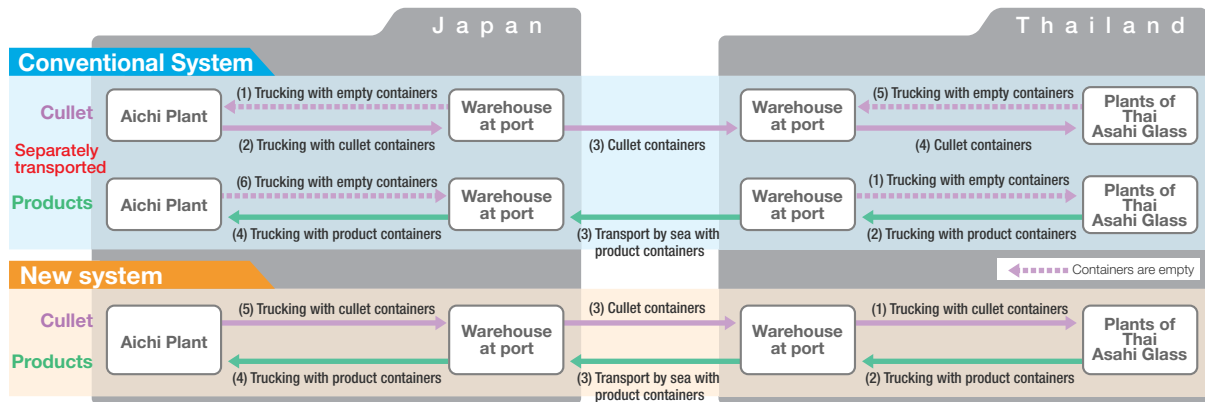 Japan
Thailand
Conventional System
Cullet
Separately
transported
Products
Aichi Plant
(1) Trucking with empty containers
(2) Trucking with cullet containers
Warehouse
at port
(3) Cullet containers
Warehouse
at port
(5) Trucking with empty containers
(4) Cullet containers
Plants of
Thai
Asahi Glass
Aichi Plant
(6) Trucking with empty containers
(4) Trucking with product containers
Warehouse
at port
(3) Transport by sea with
product containers
Warehouse
at port
(1) Trucking with empty containers
(2) Trucking with product containers
Plants of
Thai
Asahi Glass
New system
Containers are empty
Cullet
Products
Aichi Plant
(5) Trucking with cullet containers
(4) Trucking with product containers
Warehouse
at port
(3) Cullet containers
(3) Transport by sea with
product containers
Warehouse
at port
(1) Trucking with cullet containers
(2) Trucking with product containers
Plants of
Thai
Asahi Glass